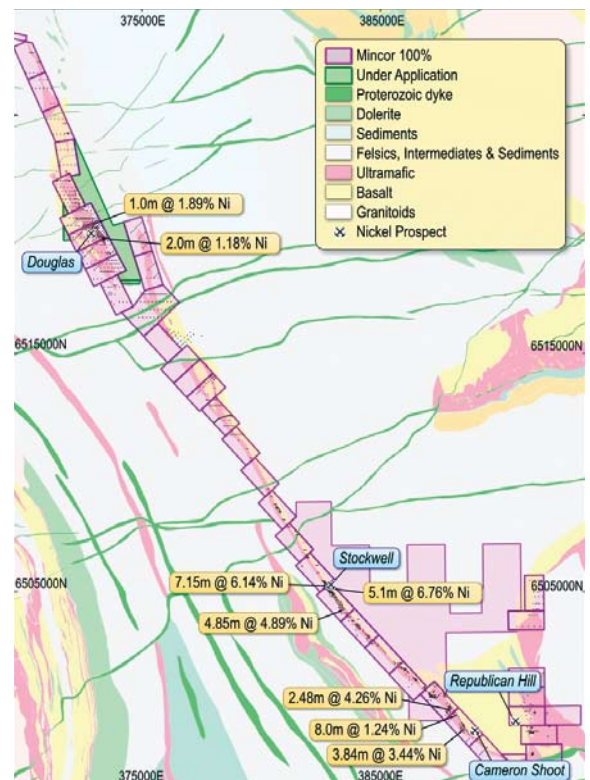 375000E
385000E
Mincor 100%
Under Application
Proterozoic dyke
Dolerite
Sediments
Felsics, Intermediates & Sediments
Ultramafic
Basalt
Granitoids
Nickel Prospect
1.0m @ 1.89% Ni
2.0m @ 1.18% Ni
Douglas
6515000N
6515000N
Stockwell
6505000N
7.15m @ 6.14% Ni
5.1m @ 6.76% Ni
6505000N
4.85m @ 4.89% Ni
Republican Hill
2.48m @ 4.26% Ni
8.0m @ 1.24% Ni
3.84m @ 3.44% Ni
375000E
385000E
Cameron Shoot